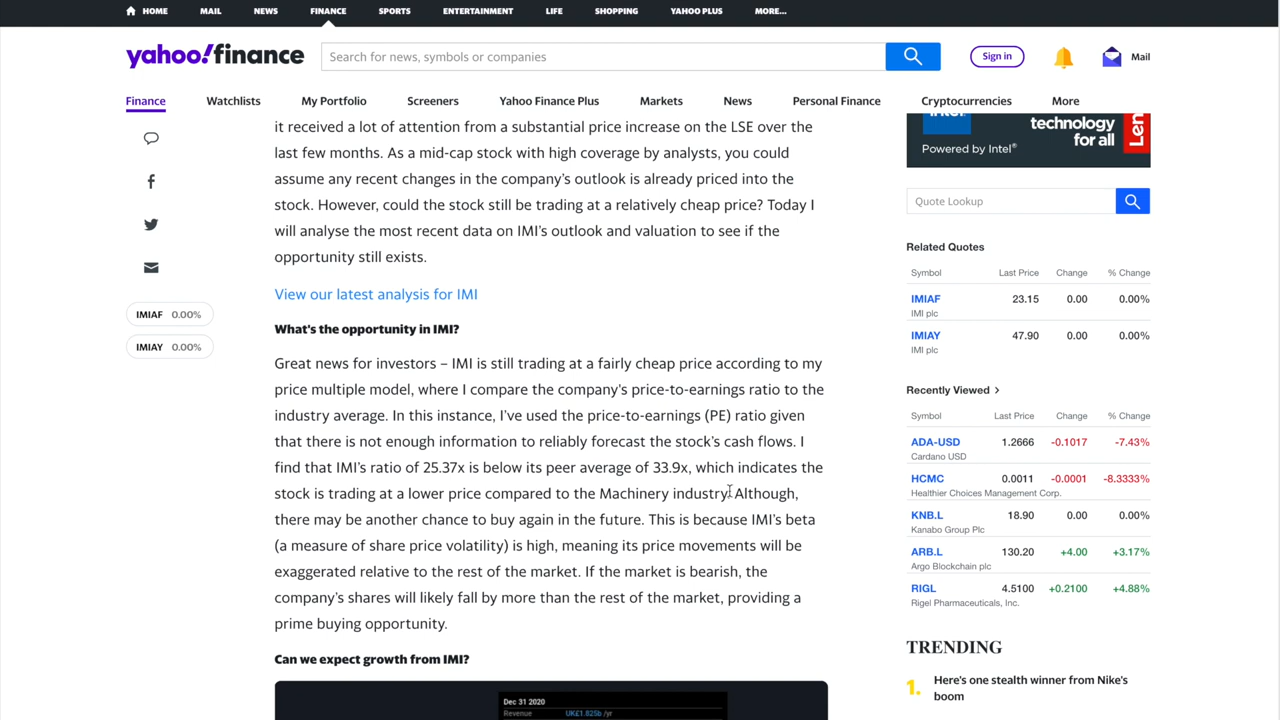 HOME MAIL NEWS FINANCE SPORTS ENTERTAINMENT LIFE SHOPPING YAHOO PLUS MORE...
yahoo!finance
Search for news, symbols or companies
Sign in
Mail
Finance Watchlists My Portfolio Screeners Yahoo Finance Plus Markets News Personal Finance Cryptocurrencies More
it received a lot of attention from a substantial price increase on the LSE over the
last few months. As a mid-cap stock with high coverage by analysts, you could
assume any recent changes in the company's outlook is already priced into the
stock. However, could the stock still be trading at a relatively cheap price? Today I
will analyse the most recent data on IMI's outlook and valuation to see if the
opportunity still exists.
View our latest analysis for IMI
What's the opportunity in IMI?
Great news for investors – IMI is still trading at a fairly cheap price according to my
price multiple model, where I compare the company's price-to-earnings ratio to the
industry average. In this instance, I've used the price-to-earnings (PE) ratio given
that there is not enough information to reliably forecast the stock's cash flows. I
find that IMI's ratio of 25.37x is below its peer average of 33.9x, which indicates the
stock is trading at a lower price compared to the Machinery industry. Although,
there may be another chance to buy again in the future. This is because IMI's beta
(a measure of share price volatility) is high, meaning its price movements will be
exaggerated relative to the rest of the market. If the market is bearish, the
company's shares will likely fall by more than the rest of the market, providing a
prime buying opportunity.
Can we expect growth from IMI?
Dec 31 2020
Revenue UK£1.825b /yr
IMIAF 0.00%
IMIAY 0.00%
intel
Powered by Intel®
technology
for all
Len
Quote Lookup
Related Quotes
Symbol Last Price Change % Change
IMIAF 23.15 0.00 0.00%
IMI plc
IMIAY 47.90 0.00 0.00%
IMI plc
Recently Viewed >
Symbol Last Price Change % Change
ADA-USD 1.2666 -0.1017 -7.43%
Cardano USD
HCMC 0.0011 -0.0001 -8.3333%
Healthier Choices Management Corp.
KNB.L 18.90 0.00 0.00%
Kanabo Group Plc
ARB.L 130.20 +4.00 +3.17%
Argo Blockchain plc
RIGL 4.5100 +0.2100 +4.88%
Rigel Pharmaceuticals, Inc.
TRENDING
1. Here's one stealth winner from Nike's
boom